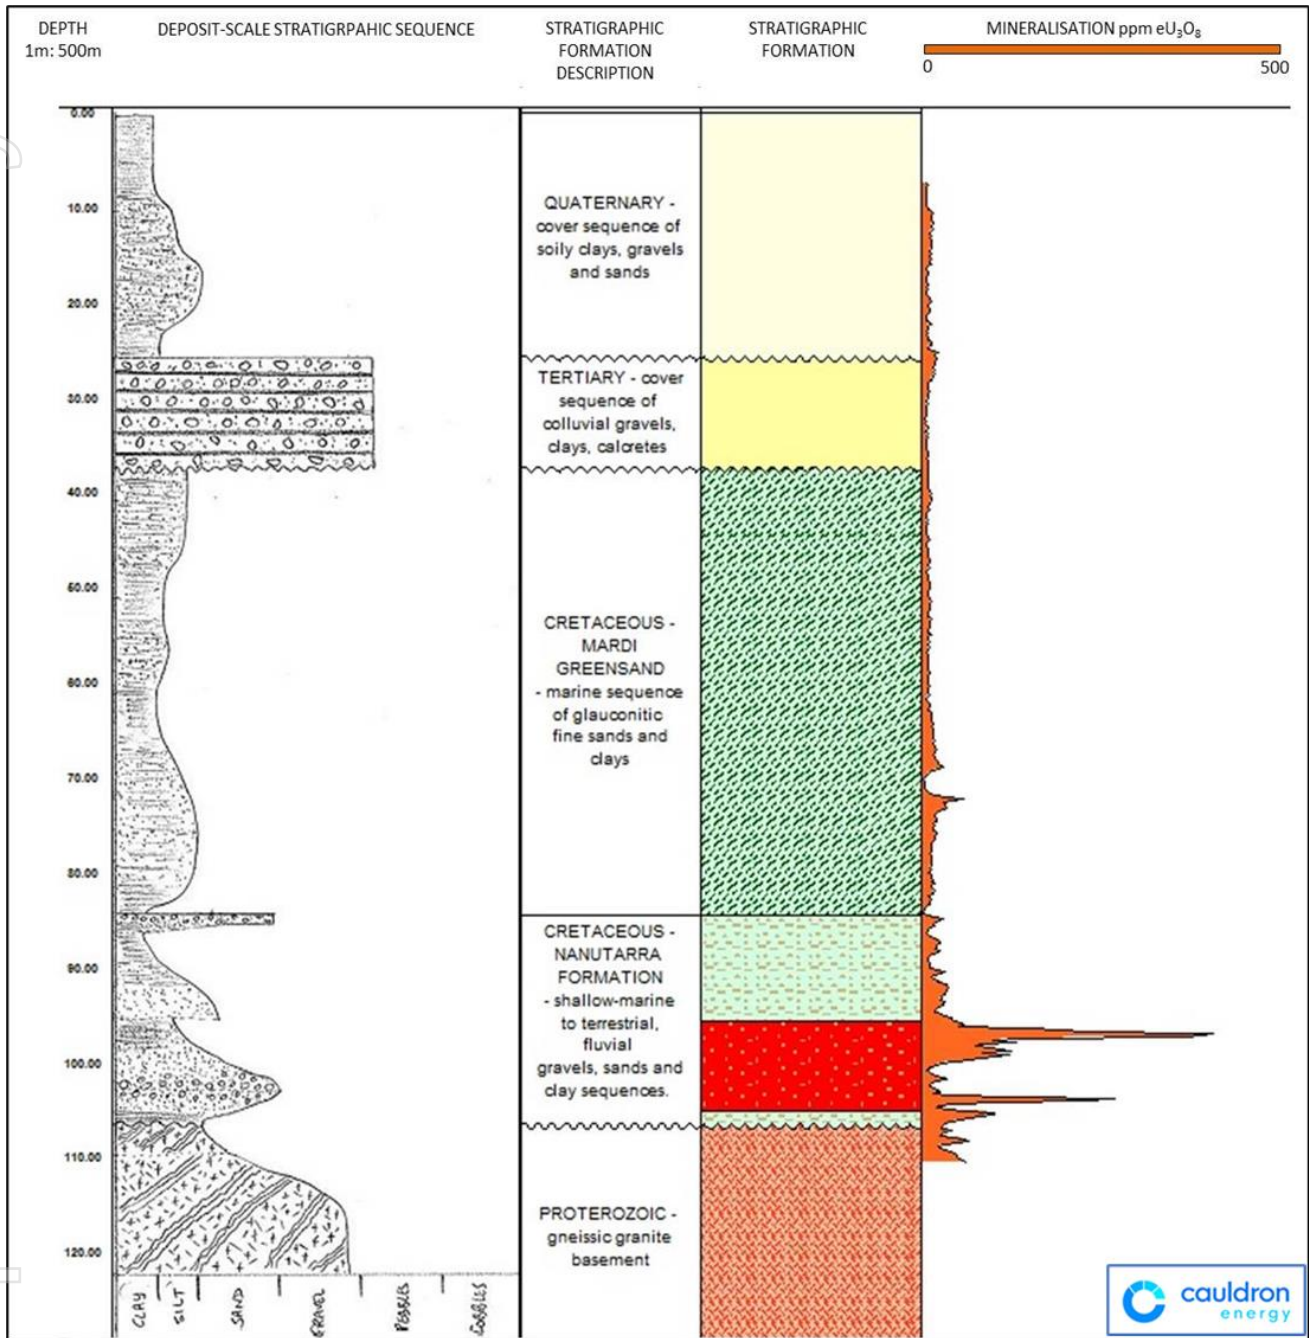 DEPTH
1m: 500m
DEPOSIT-SCALE STRATIGRPAHIC SEQUENCE
STRATIGRAPHIC
FORMATION
DESCRIPTION
STRATIGRAPHIC
FORMATION
MINERALISATION ppm eU₃O₈
0
500
0.00
10.00
20.00
30.00
40.00
50.00
60.00
70.00
80.00
90.00
100.00
110.00
120.00
QUATERNARY -
cover sequence of
soily clays, gravels
and sands
TERTIARY - cover
sequence of
colluvial gravels,
clays, calcretes
CRETACEOUS -
MARDI
GREENSAND
- marine sequence
of glauconitic
fine sands and
clays
CRETACEOUS -
NANUTARRA
FORMATION
- shallow-marine
to terrestrial,
fluvial
gravels, sands and
clay sequences.
PROTEROZOIC -
gneissic granite
basement
CLAY
SILT
SAND
GRAVEL
PEBBLES
COBBLES
cauldron
energy